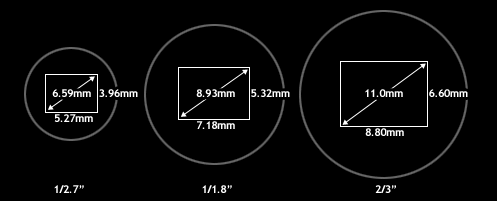 6.59mm 3.96mm
5.27mm
8.93mm 5.32mm
7.18mm
11.0mm 6.60mm
8.80mm
1/2.7” 1/1.8” 2/3”